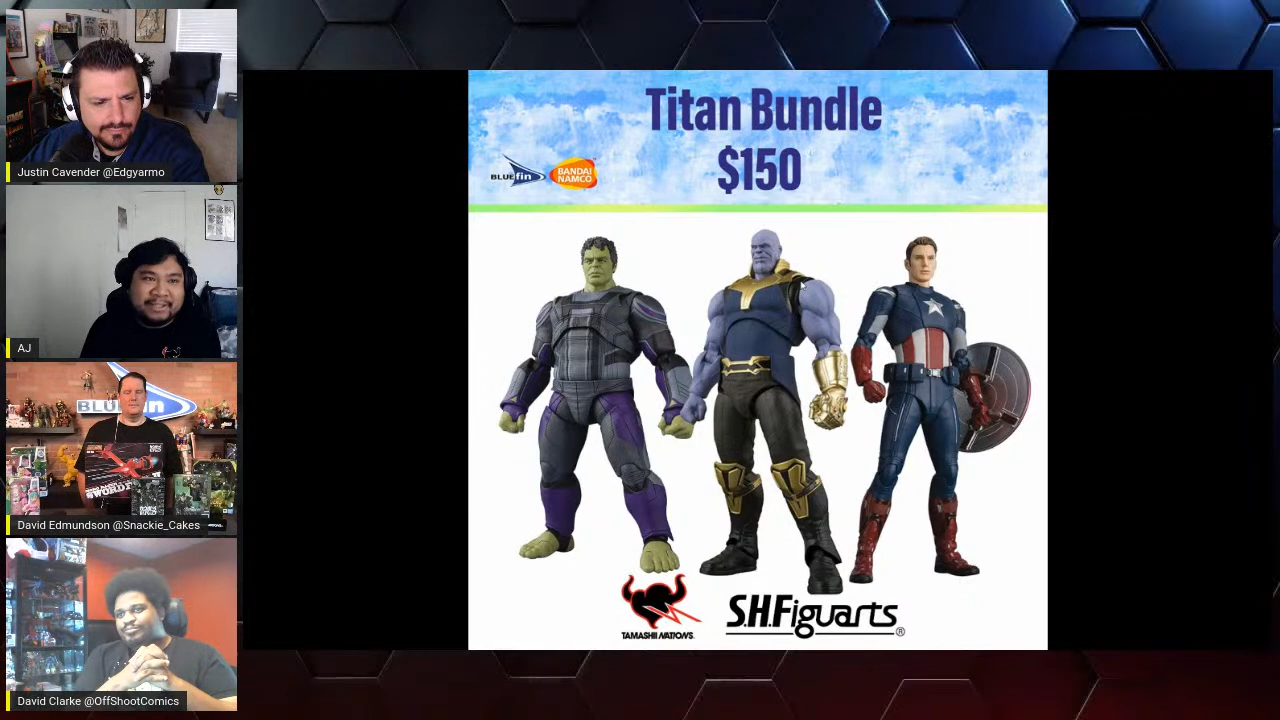 Justin Cavender @Edgyarmo
AJ
BLUEfin
David Edmundson @Snackie_Cakes
David Clarke @OffShootComics
Titan Bundle
$150
BLUEfin
BANDAI
NAMCO
TAMASHII NATIONS
S.H.Figuarts®